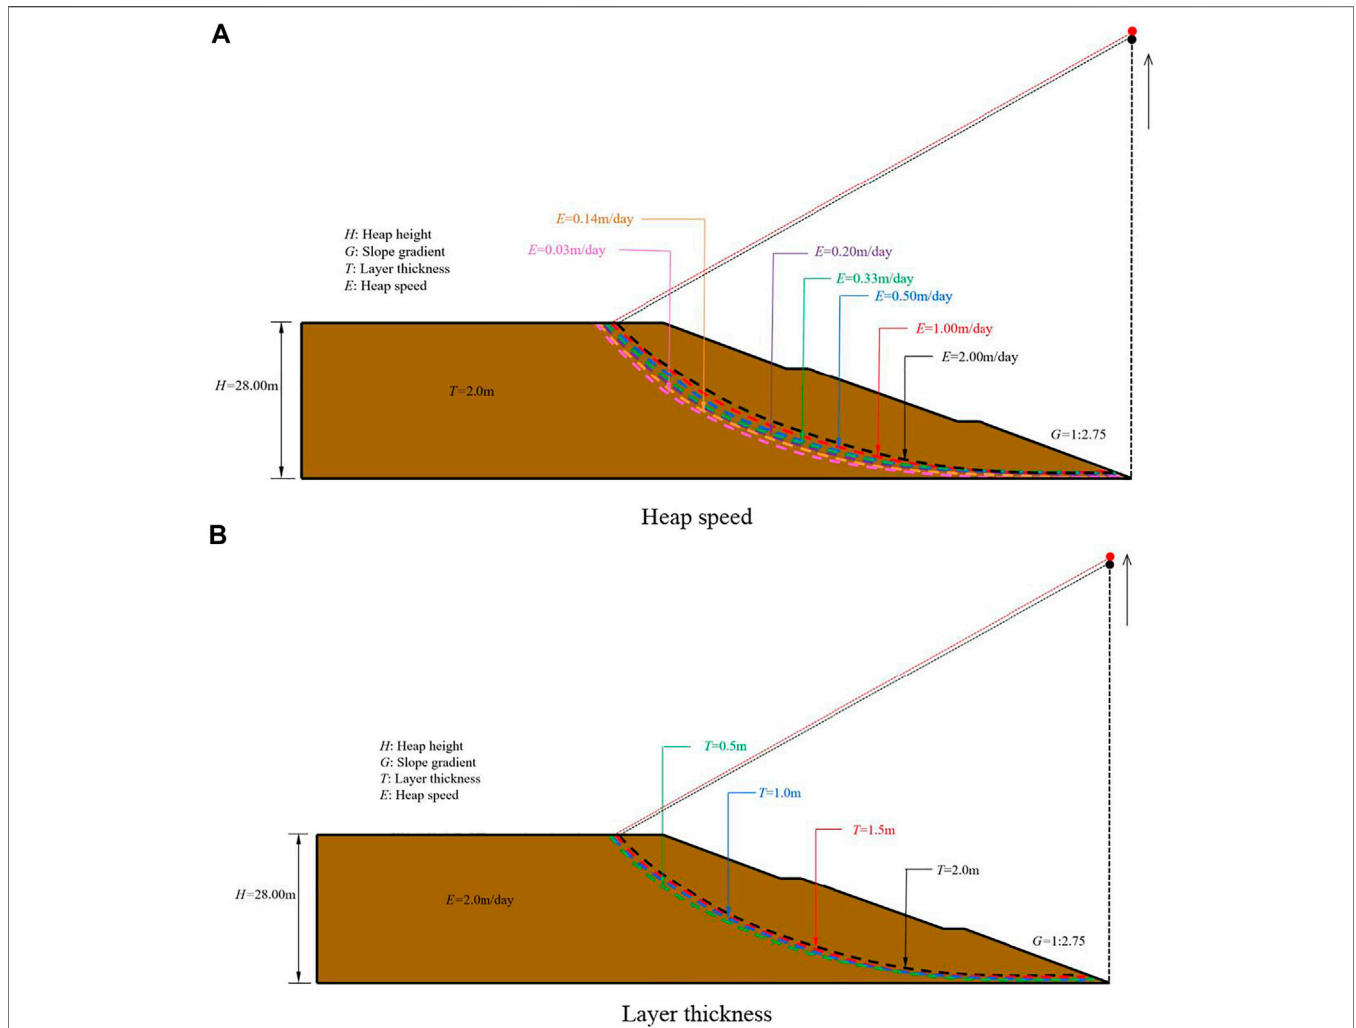 A
H: Heap height
G: Slope gradient
T: Layer thickness
E: Heap speed
E=0.14m/day
E=0.03m/day
E=0.20m/day
E=0.33m/day
E=0.50m/day
E=1.00m/day
E=2.00m/day
H=28.00m
T=2.0m
G=1:2.75
Heap speed
B
H: Heap height
G: Slope gradient
T: Layer thickness
E: Heap speed
T=0.5m
T=1.0m
T=1.5m
T=2.0m
H=28.00m
E=2.0m/day
G=1:2.75
Layer thickness